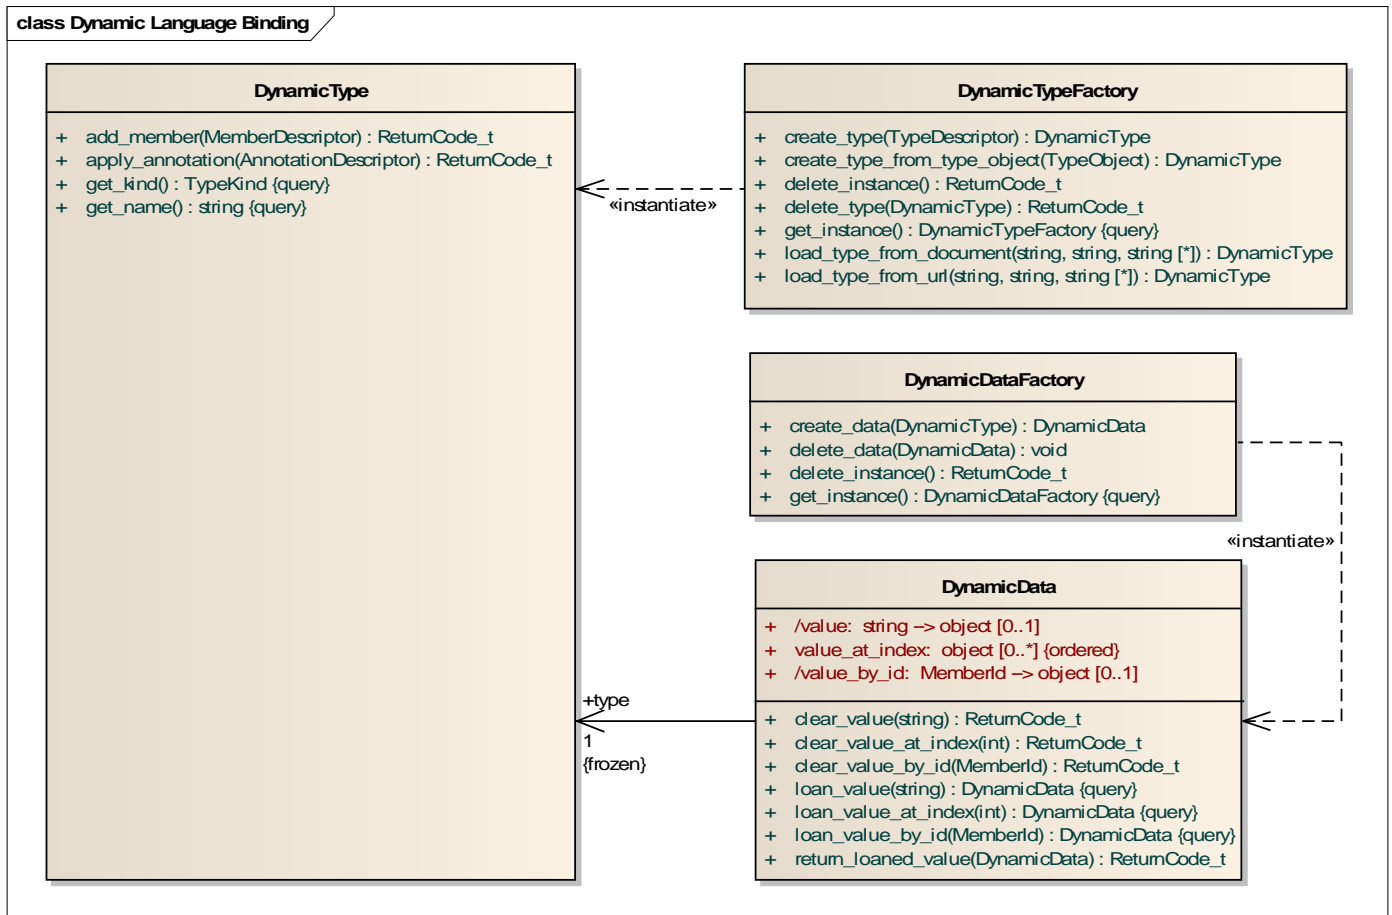 class Dynamic Language Binding
DynamicType
+ add_member(MemberDescriptor) : ReturnCode_t
+ apply_annotation(AnnotationDescriptor) : ReturnCode_t
+ get_kind() : TypeKind {query}
+ get_name() : string {query}
«instantiate»
DynamicTypeFactory
+ create_type(TypeDescriptor) : DynamicType
+ create_type_from_type_object(TypeObject) : DynamicType
+ delete_instance() : ReturnCode_t
+ delete_type(DynamicType) : ReturnCode_t
+ get_instance() : DynamicTypeFactory {query}
+ load_type_from_document(string, string, string [*]) : DynamicType
+ load_type_from_url(string, string, string [*]) : DynamicType
DynamicDataFactory
+ create_data(DynamicType) : DynamicData
+ delete_data(DynamicData) : void
+ delete_instance() : ReturnCode_t
+ get_instance() : DynamicDataFactory {query}
«instantiate»
DynamicData
+ /value: string --> object [0..1]
+ value_at_index: object [0..*] {ordered}
+ /value_by_id: MemberId --> object [0..1]
+ clear_value(string) : ReturnCode_t
+ clear_value_at_index(int) : ReturnCode_t
+ clear_value_by_id(MemberId) : ReturnCode_t
+ loan_value(string) : DynamicData {query}
+ loan_value_at_index(int) : DynamicData {query}
+ loan_value_by_id(MemberId) : DynamicData {query}
+ return_loaned_value(DynamicData) : ReturnCode_t
+type
1
{frozen}